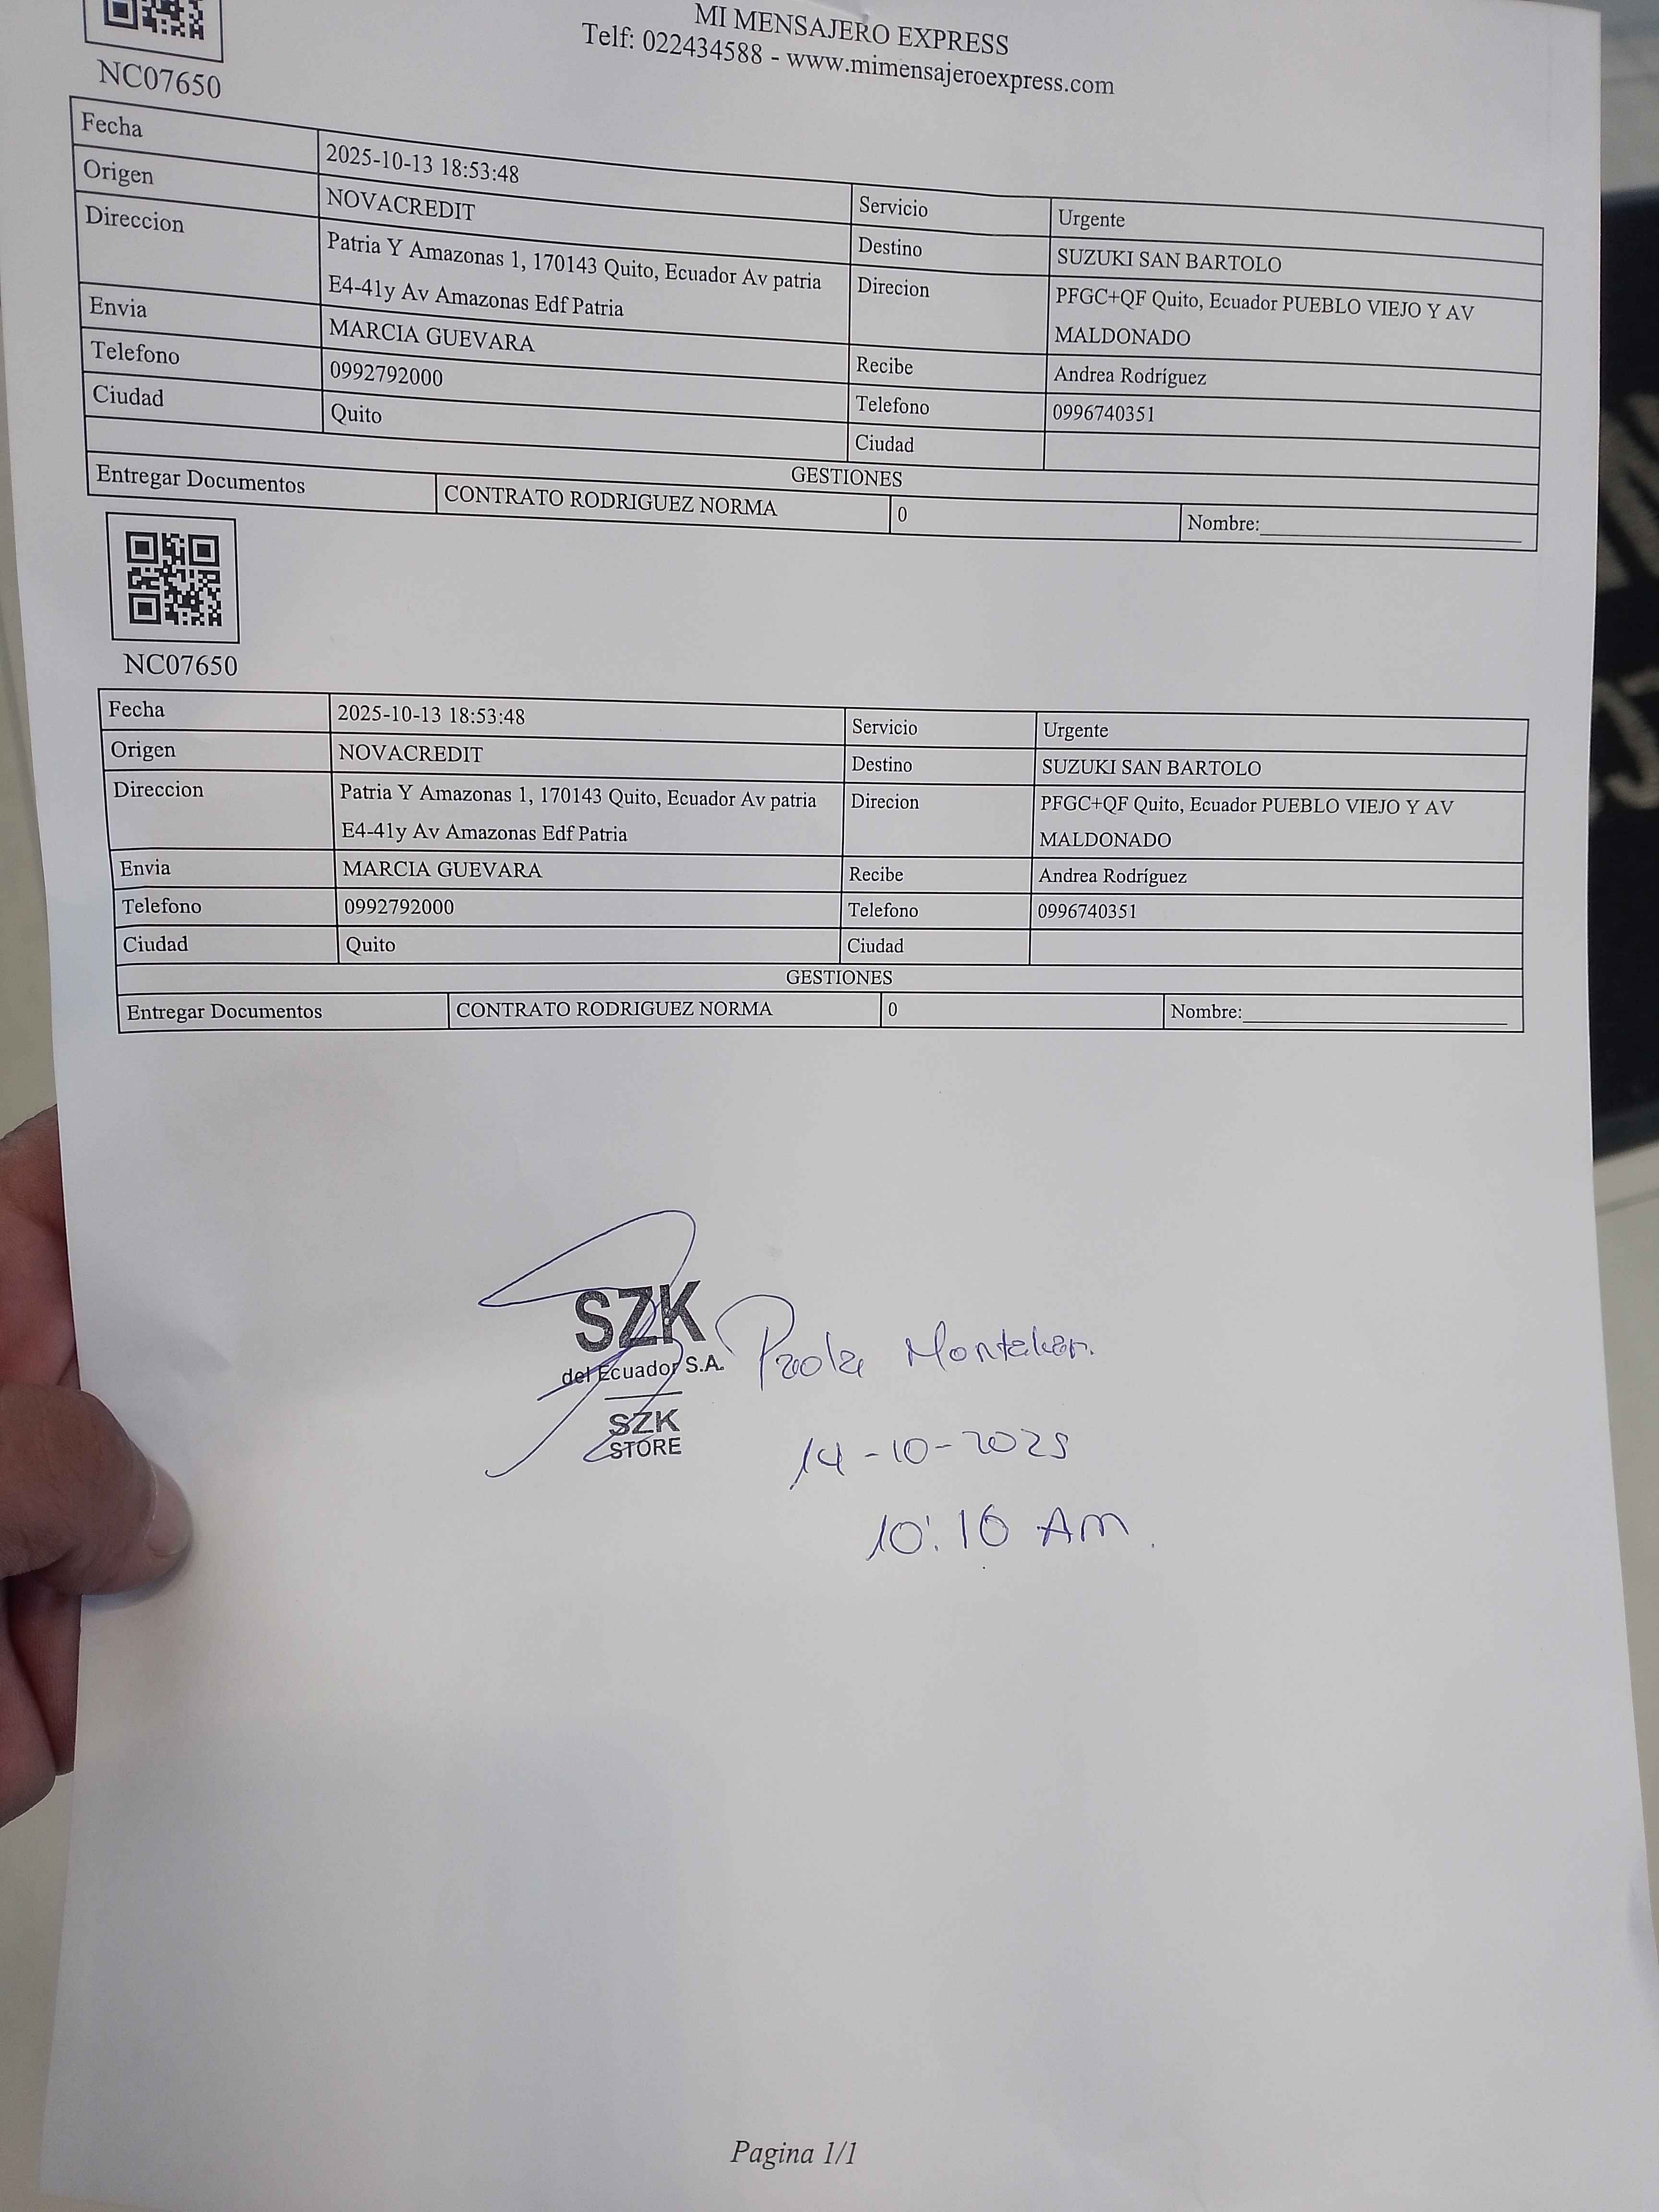 MI MENSAJERO EXPRESS
Telf: 022434588 - www.mimensajeroexpress.com
NC07650
Fecha 2025-10-13 18:53:48 Servicio Urgente
Origen NOVACREDIT Destino SUZUKI SAN BARTOLO
Direccion Patria Y Amazonas 1, 170143 Quito, Ecuador Av patria Direcion PFGC+QF Quito, Ecuador PUEBLO VIEJO Y AV
E4-41y Av Amazonas Edf Patria MALDONADO
Envia MARCIA GUEVARA Recibe Andrea Rodríguez
Telefono 0992792000 Telefono 0996740351
Ciudad Quito Ciudad
GESTIONES
Entregar Documentos CONTRATO RODRIGUEZ NORMA 0 Nombre:
NC07650
Fecha 2025-10-13 18:53:48 Servicio Urgente
Origen NOVACREDIT Destino SUZUKI SAN BARTOLO
Direccion Patria Y Amazonas 1, 170143 Quito, Ecuador Av patria Direcion PFGC+QF Quito, Ecuador PUEBLO VIEJO Y AV
E4-41y Av Amazonas Edf Patria MALDONADO
Envia MARCIA GUEVARA Recibe Andrea Rodríguez
Telefono 0992792000 Telefono 0996740351
Ciudad Quito Ciudad
GESTIONES
Entregar Documentos CONTRATO RODRIGUEZ NORMA 0 Nombre:
SZK
del Ecuador S.A.
SZK
STORE
Paola
14-10-2025
10:16 AM.
Pagina 1/1